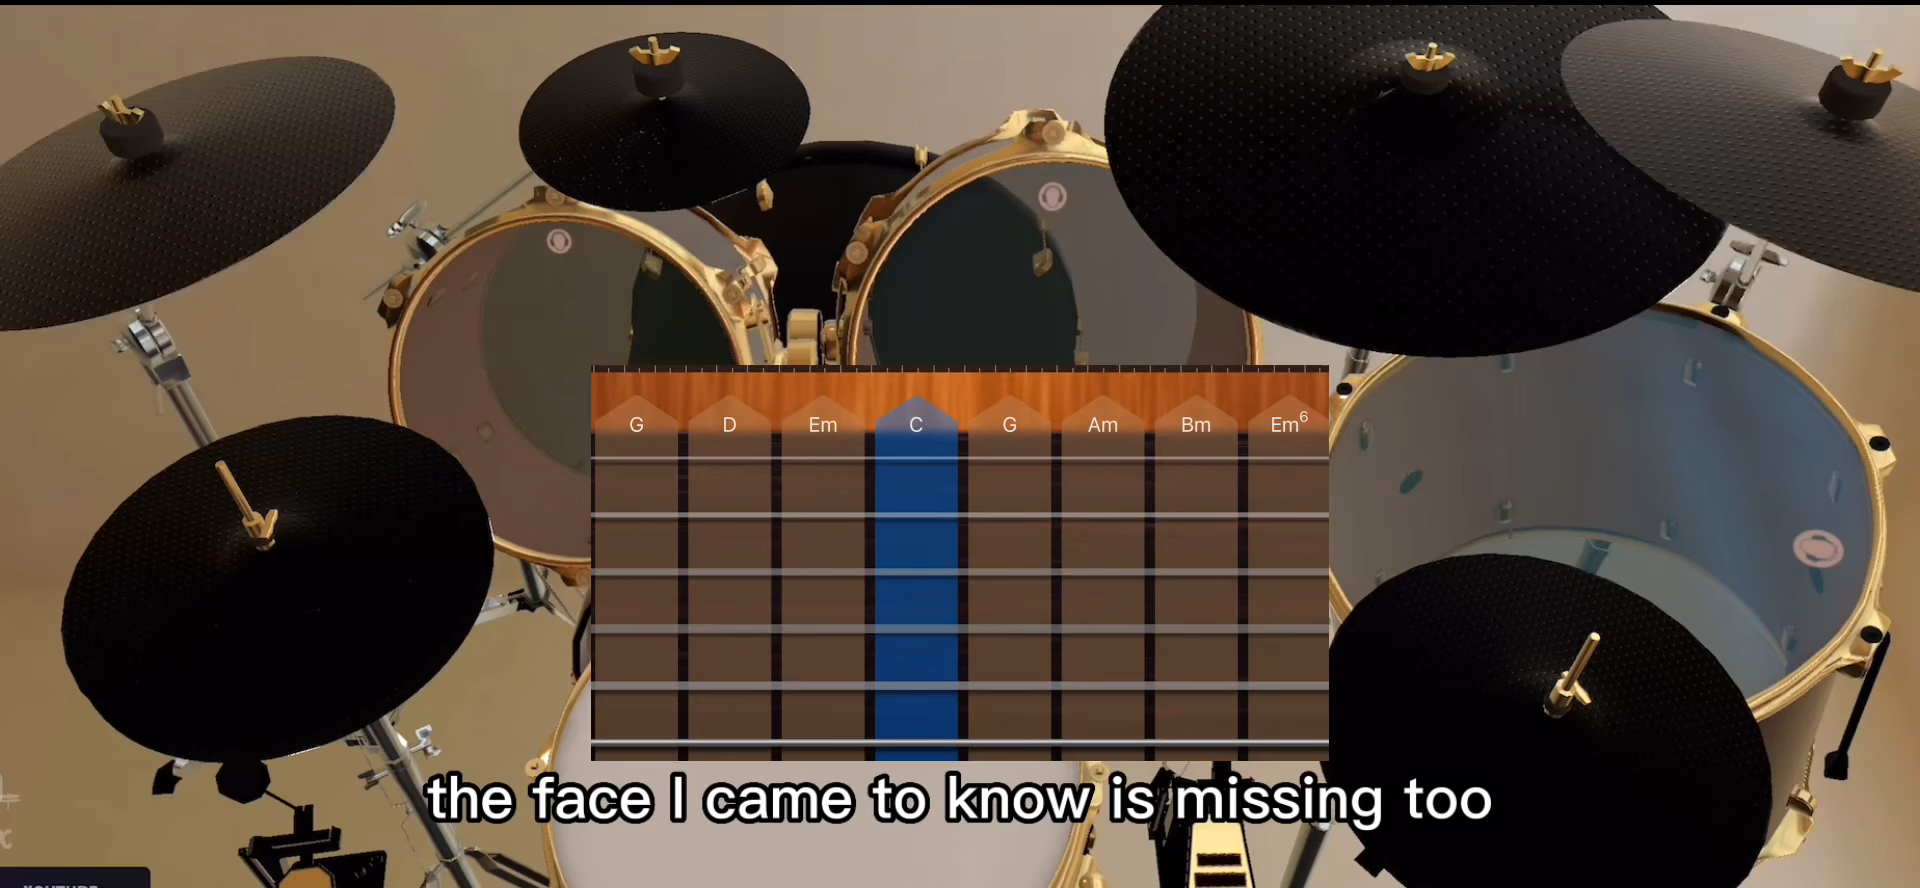 G D Em C G Am Bm Em⁶
the face I came to know is missing too